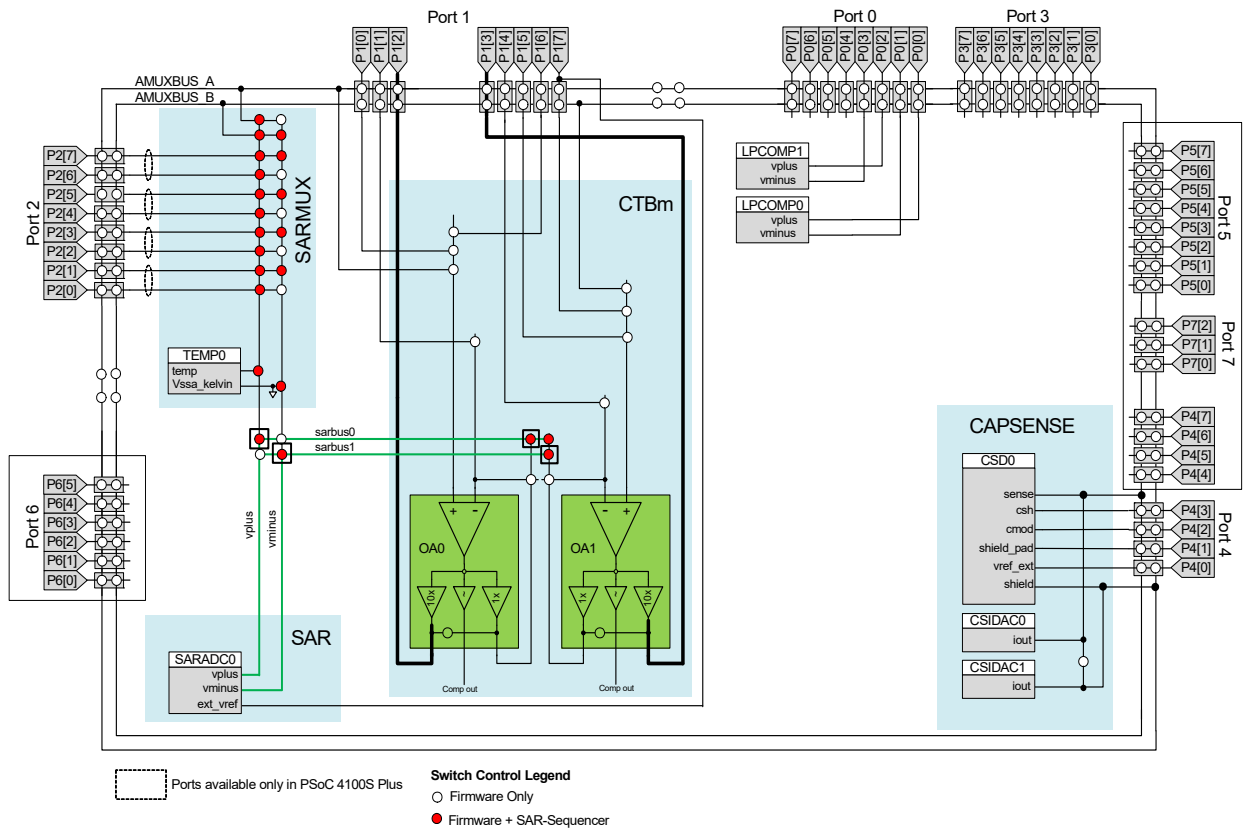 Port 1
Port 0
Port 3
P1[0]
P1[1]
P1[2]
P1[3]
P1[4]
P1[5]
P1[6]
P1[7]
P0[7]
P0[6]
P0[5]
P0[4]
P0[3]
P0[2]
P0[1]
P0[0]
P3[7]
P3[6]
P3[5]
P3[4]
P3[3]
P3[2]
P3[1]
P3[0]
AMUXBUS_A
AMUXBUS_B
Port 2
P2[7]
P2[6]
P2[5]
P2[4]
P2[3]
P2[2]
P2[1]
P2[0]
SARMUX
TEMP0
temp
Vssa_kelvin
CTBm
LPCOMP1
vplus
vminus
LPCOMP0
vplus
vminus
P5[7]
P5[6]
P5[5]
P5[4]
P5[3]
P5[2]
P5[1]
P5[0]
Port 5
P7[2]
P7[1]
P7[0]
Port 7
P4[7]
P4[6]
P4[5]
P4[4]
P4[3]
P4[2]
P4[1]
P4[0]
Port 4
sarbus0
sarbus1
vplus
vminus
Port 6
P6[5]
P6[4]
P6[3]
P6[2]
P6[1]
P6[0]
+
-
OA0
10x
~
1x
Comp out
-
+
OA1
1x
~
10x
Comp out
SAR
SARADC0
vplus
vminus
ext_vref
CAPSENSE
CSD0
sense
csh
cmod
shield_pad
vref_ext
shield
CSIDAC0
iout
CSIDAC1
iout
Ports available only in PSoC 4100S Plus
Switch Control Legend
Firmware Only
Firmware + SAR-Sequencer